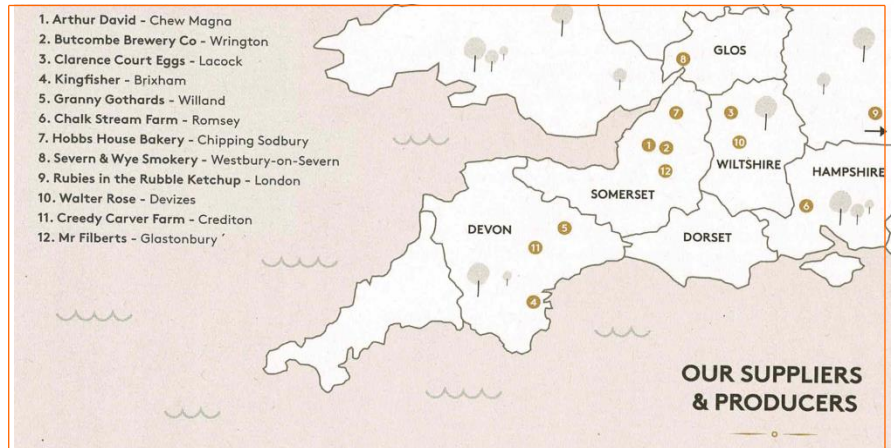 1. Arthur David - Chew Magna
2. Butcombe Brewery Co - Wrington
3. Clarence Court Eggs - Lacock
4. Kingfisher - Brixham
5. Granny Gothards - Willand
6. Chalk Stream Farm - Romsey
7. Hobbs House Bakery - Chipping Sodbury
8. Severn & Wye Smokery - Westbury-on-Severn
9. Rubies in the Rubble Ketchup - London
10. Walter Rose - Devizes
11. Creedy Carver Farm - Crediton
12. Mr Filberts - Glastonbury
GLOS
8
7
3
9
1
2
10
12
WILTSHIRE
HAMPSHIRE
SOMERSET
6
DEVON
5
DORSET
11
4
OUR SUPPLIERS
& PRODUCERS